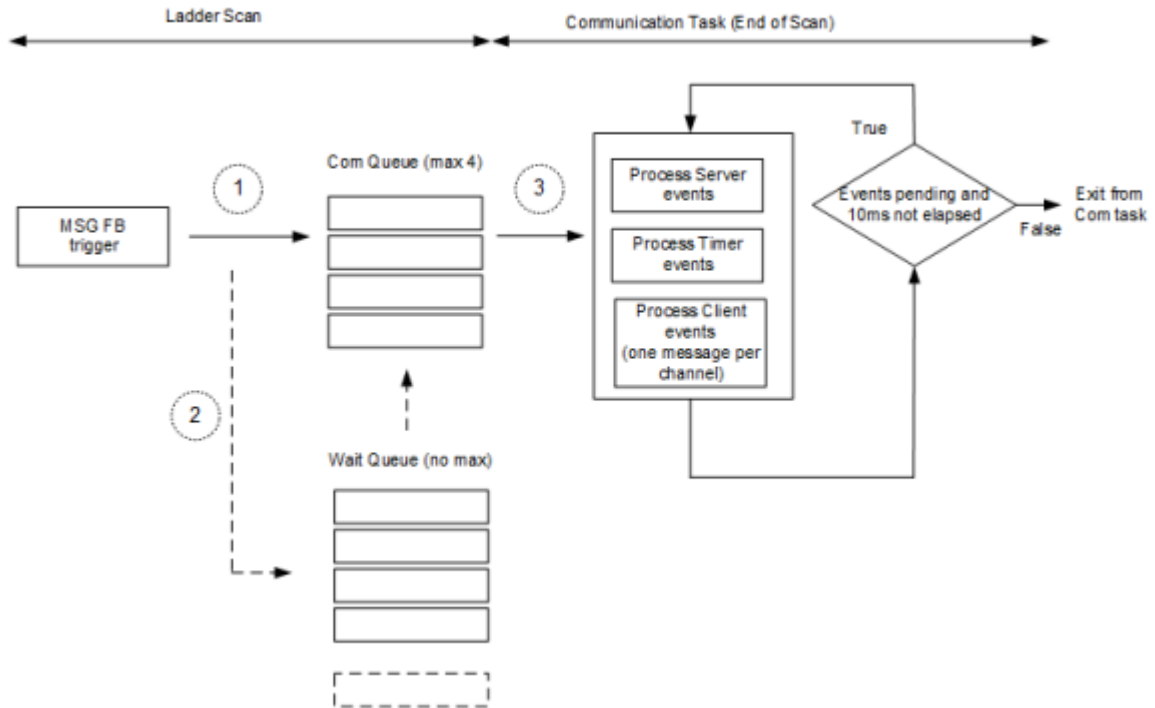 Ladder Scan
Communication Task (End of Scan)
True
Com Queue (max 4)
1
3
Process Server
events
Events pending and
10ms not elapsed
Exit from
Com task
False
MSG FB
trigger
Process Timer
events
Process Client
events
(one message per
channel)
2
Wait Queue (no max)